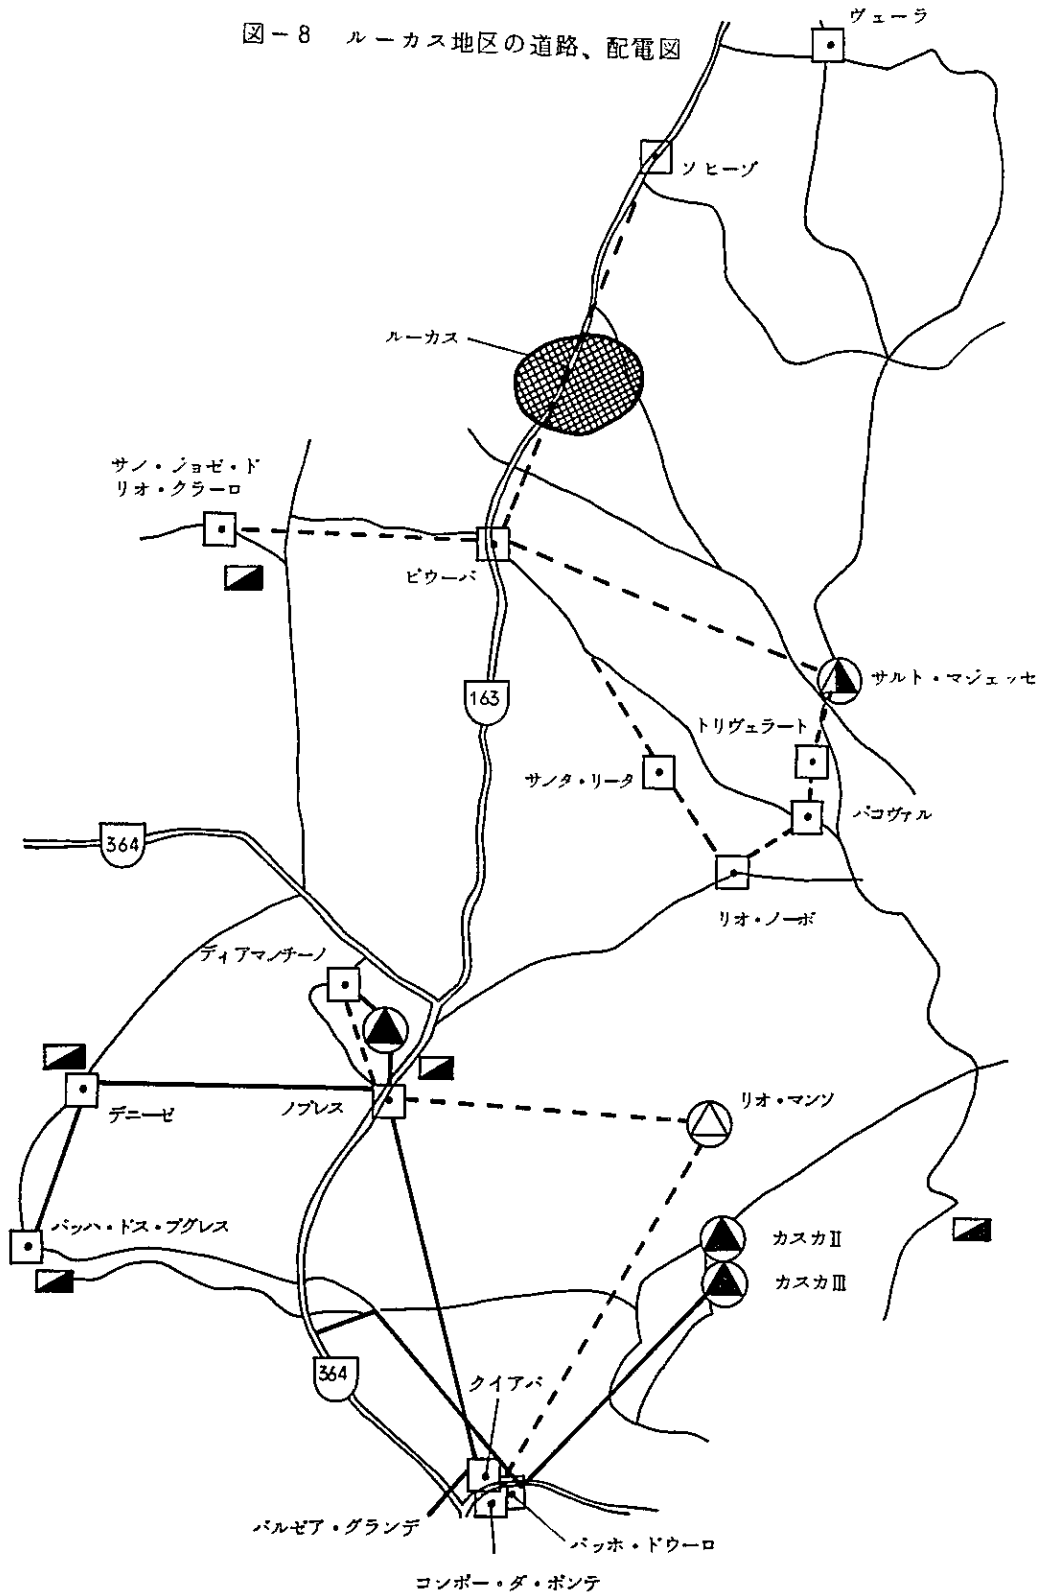 図-8 ルーカス地区の道路、配電図
ヴェーラ
ソヒーゾ
ルーカス
サノ・ジョゼ・ド
リオ・クラーロ
ピウーバ
サルト・マジェッセ
163
トリヴェラート
サノタ・リータ
パコヴァル
364
リオ・ノーボ
ディアマノチーノ
デニーゼ
ノブレス
リオ・マンソ
バッハ・ドス・ブグレス
カスカⅡ
カスカⅢ
364
クイアバ
バルゼア・グランデ
バッホ・ドウーロ
コンポー・ダ・ポンテ